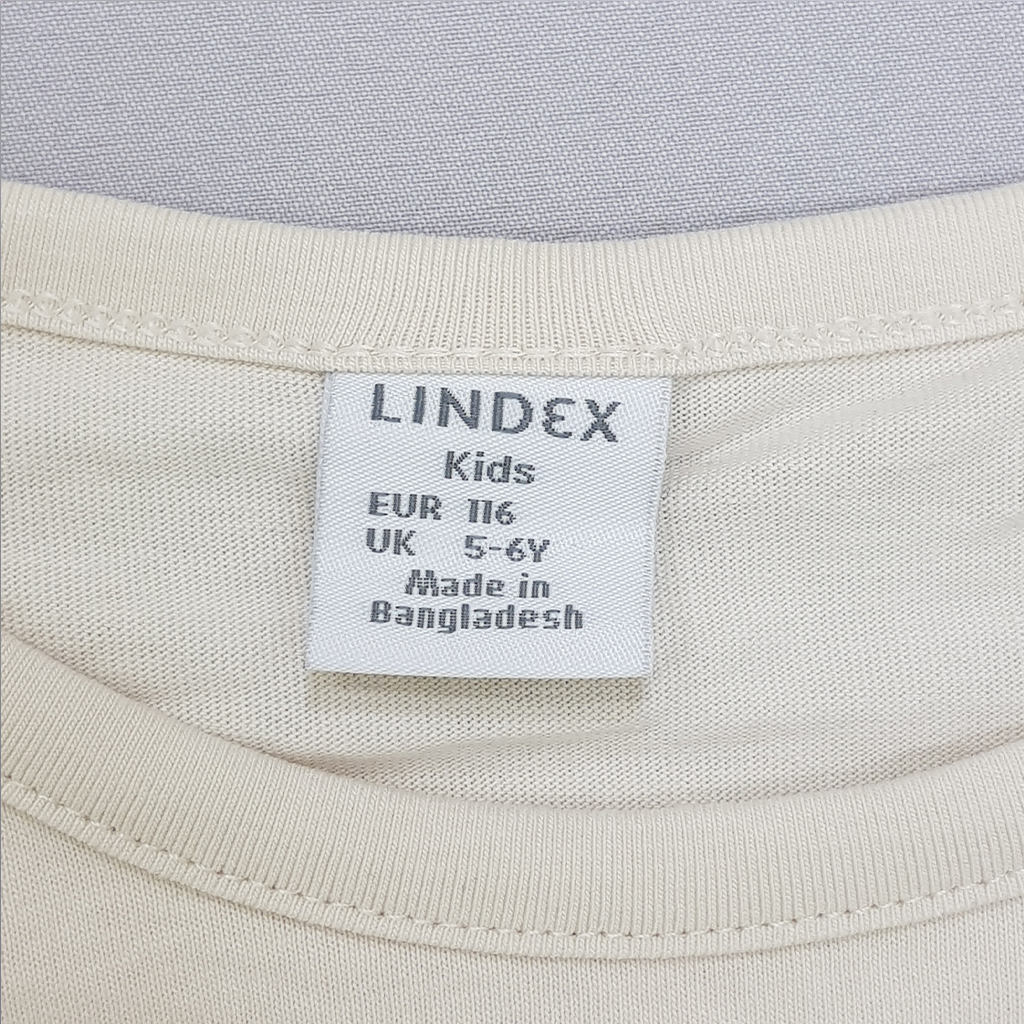 LINDEX
Kids
EUR 116
UK 5-6Y
Made in
Bangladesh